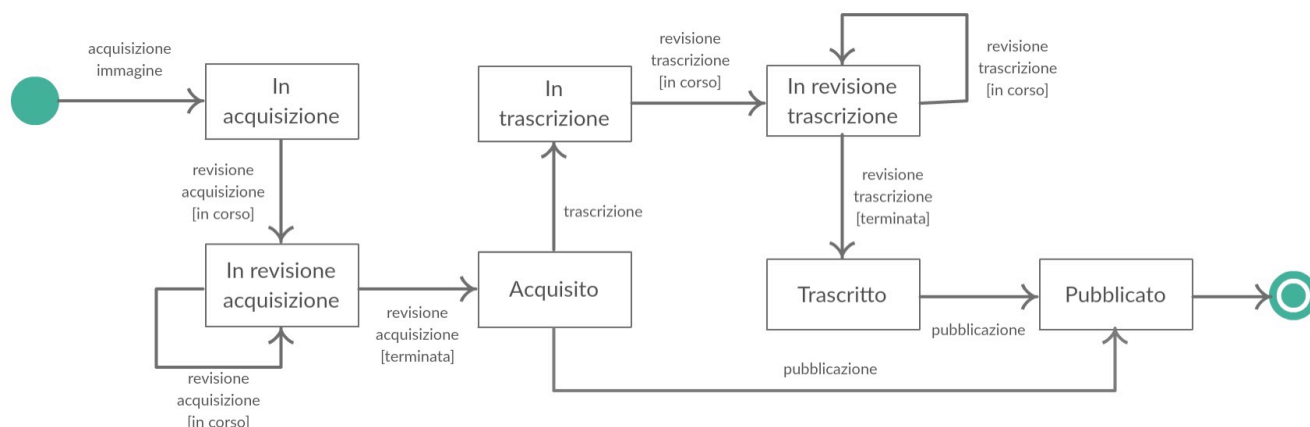 acquisizione
immagine
In
acquisizione
revisione
acquisizione
[in corso]
In revisione
acquisizione
revisione
acquisizione
[in corso]
revisione
acquisizione
[terminata]
Acquisito
trascrizione
In
trascrizione
revisione
trascrizione
[in corso]
In revisione
trascrizione
revisione
trascrizione
[in corso]
revisione
trascrizione
[terminata]
Trascritto
pubblicazione
Pubblicato
pubblicazione